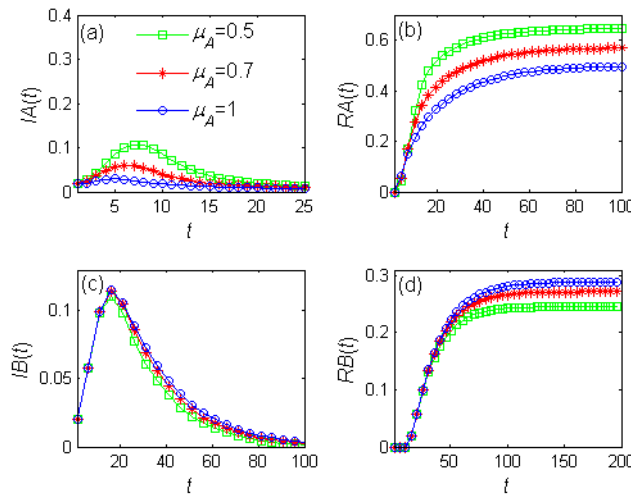 0.4
(a)
μA=0.5
0.3
μA=0.7
0.2
μA=1
0.1
0
5 10 15 20 25
IA(t)
t
(b)
0.6
0.4
0.2
0
20 40 60 80 100
RA(t)
t
(c)
0.1
0.05
0
20 40 60 80 100
IB(t)
t
0.3
(d)
0.2
0.1
0
50 100 150 200
RB(t)
t